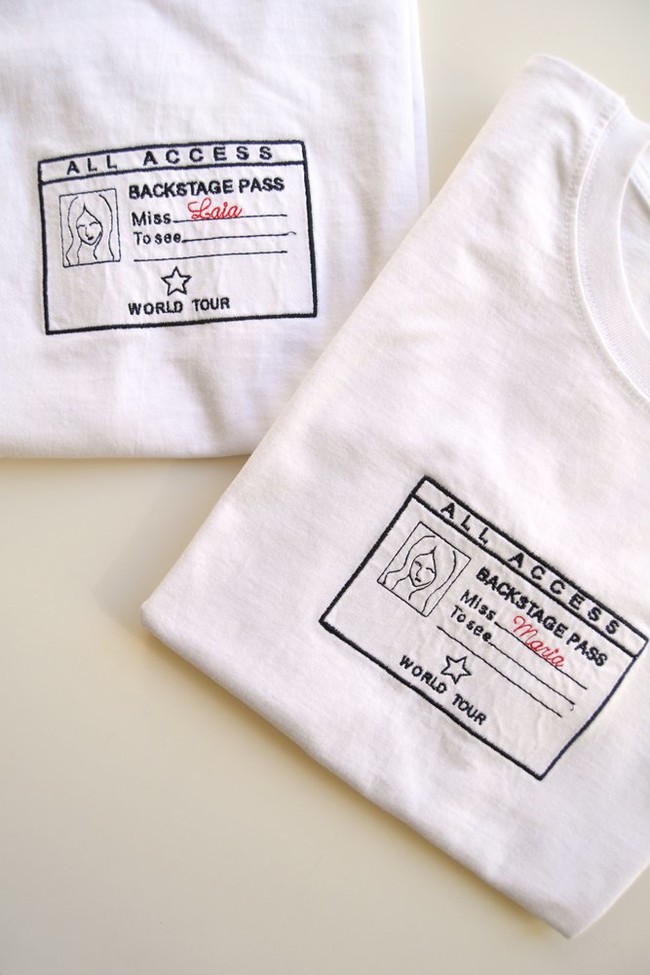 ALL ACCESS
BACKSTAGE PASS
Miss Laia
To see
WORLD TOUR
ALL ACCESS
BACKSTAGE PASS
Miss Maria
To see
WORLD TOUR